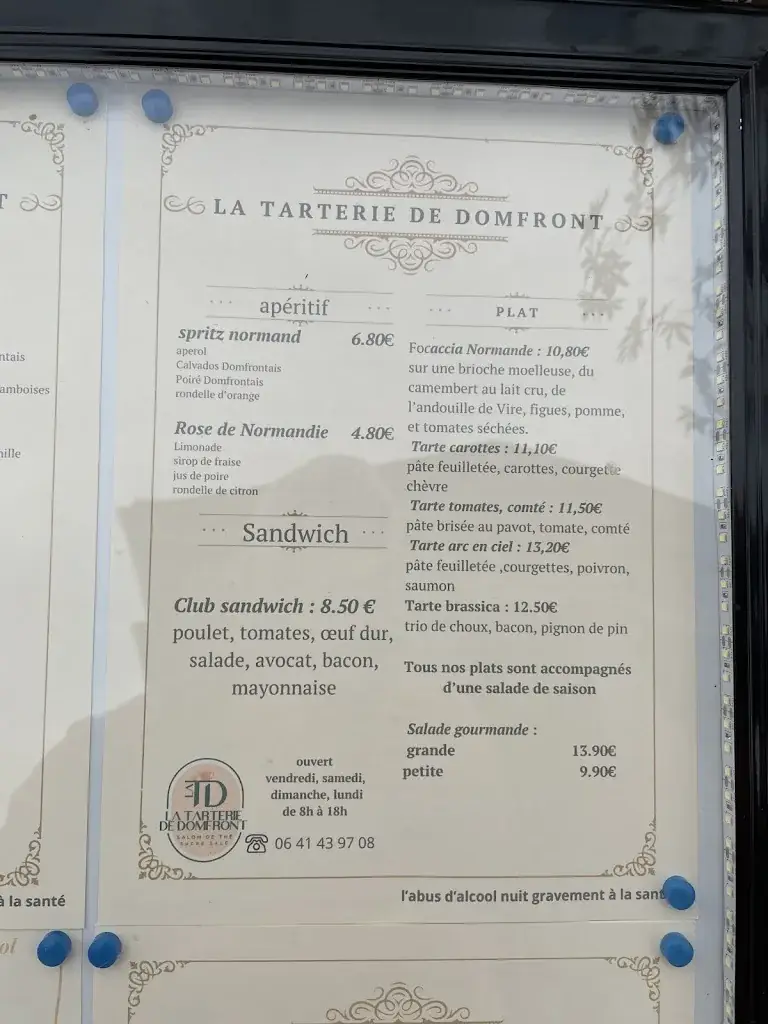 LA TARTERIE DE DOMFRONT
apéritif
spritz normand 6.80€
aperol
Calvados Domfrontais
Poiré Domfrontais
rondelle d'orange
Rose de Normandie 4.80€
Limonade
sirop de fraise
jus de poire
rondelle de citron
Sandwich
Club sandwich : 8.50 €
poulet, tomates, œuf dur,
salade, avocat, bacon,
mayonnaise
PLAT
Focaccia Normande : 10,80€
sur une brioche moelleuse, du
camembert au lait cru, de
l'andouille de Vire, figues, pomme,
et tomates séchées.
Tarte carottes : 11,10€
pâte feuilletée, carottes, courgette
chèvre
Tarte tomates, comté : 11,50€
pâte brisée au pavot, tomate, comté
Tarte arc en ciel : 13,20€
pâte feuilletée ,courgettes, poivron,
saumon
Tarte brassica : 12.50€
trio de choux, bacon, pignon de pin
Tous nos plats sont accompagnés
d'une salade de saison
Salade gourmande :
grande 13.90€
petite 9.90€
LA TD
LA TARTERIE
DE DOMFRONT
SALON DE THÉ
SUCRÉ SALÉ
ouvert
vendredi, samedi,
dimanche, lundi
de 8h à 18h
06 41 43 97 08
l'abus d'alcool nuit gravement à la sant
T
ntais
amboises
nille
à la santé